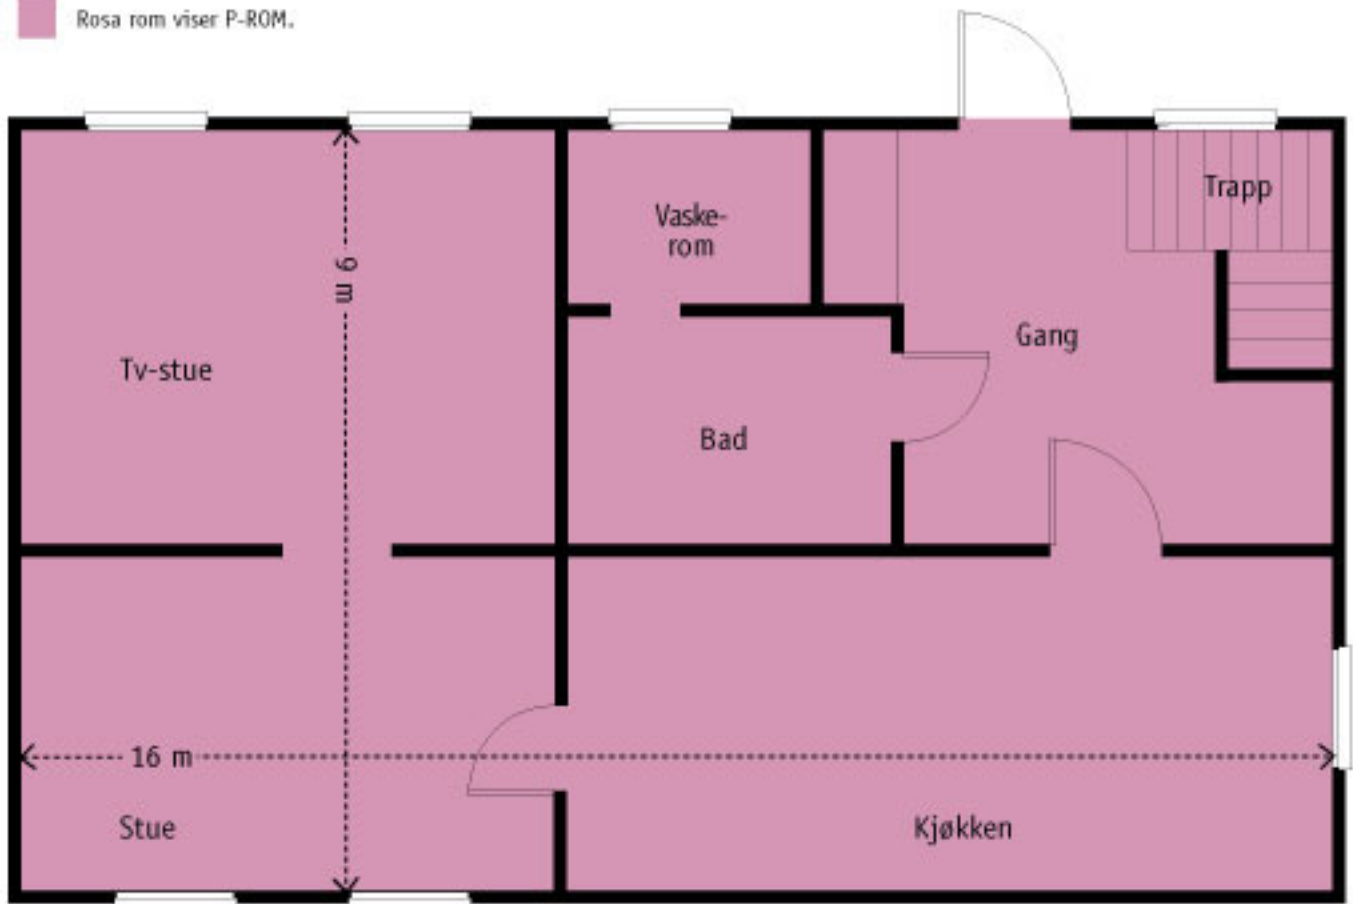 Rosa rom viser P-ROM.
Trapp
Vaske-
rom
9 m
Gang
Tv-stue
Bad
16 m
Stue
Kjøkken